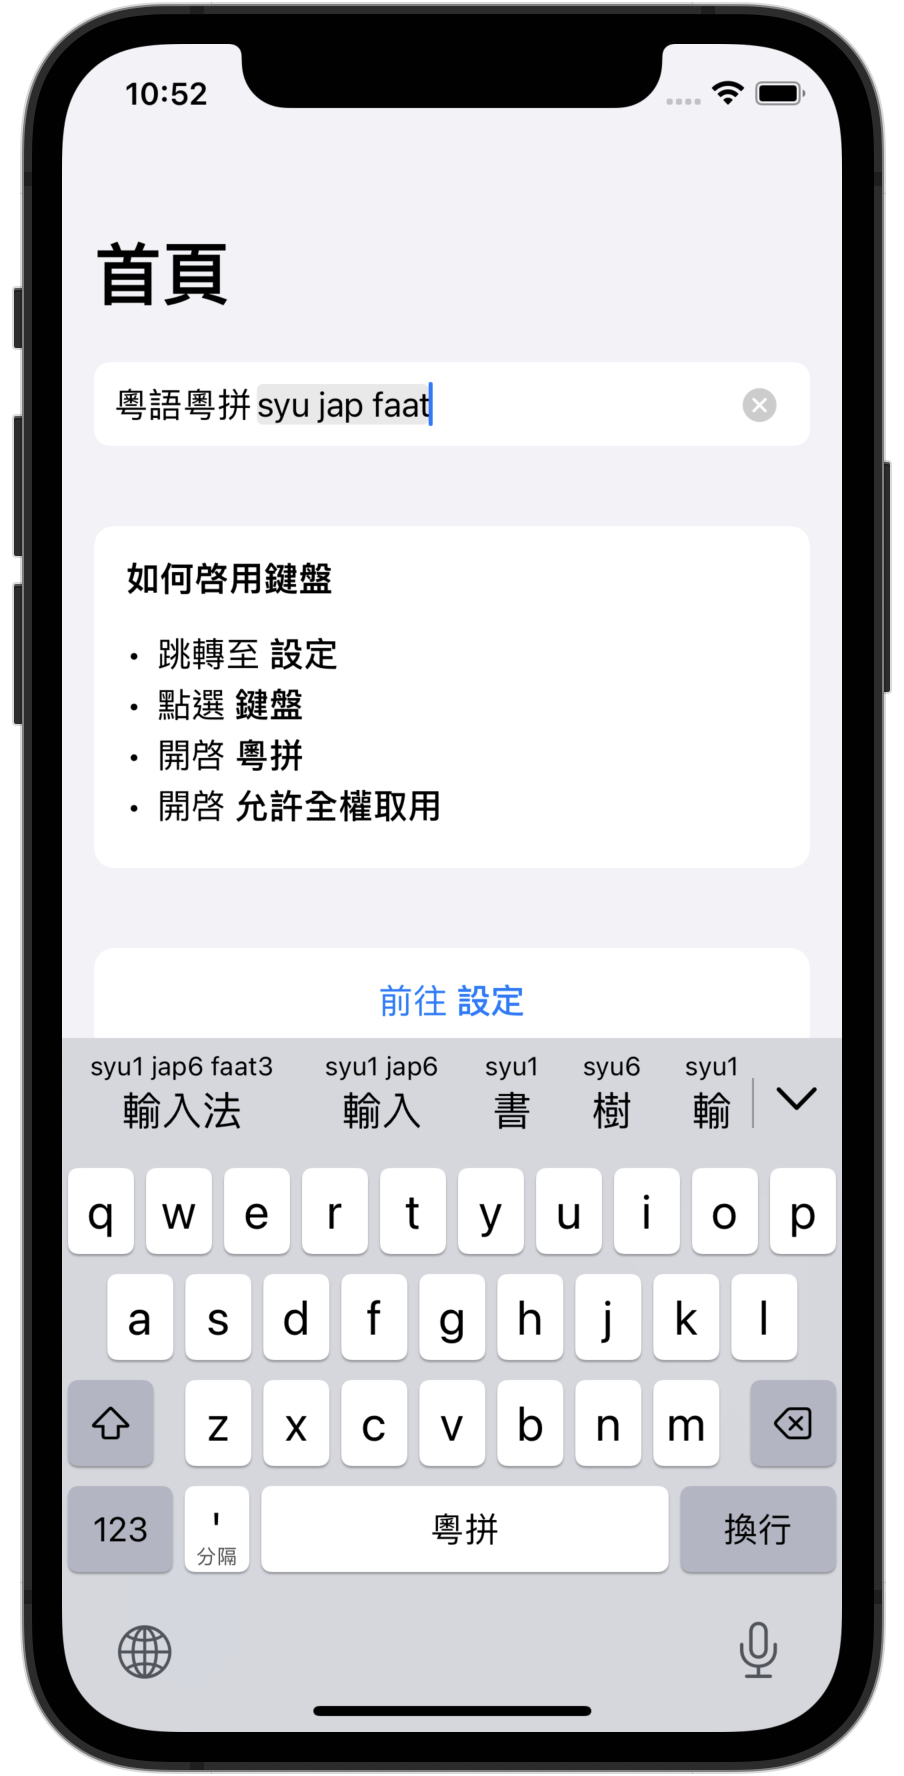 10:52
首頁
粵語粵拼 syu jap faat
如何啓用鍵盤
• 跳轉至 設定
• 點選 鍵盤
• 開啓 粵拼
• 開啓 允許全權取用
前往 設定
syu1 jap6 faat3 syu1 jap6 syu1 syu6 syu1
輸入法 輸入 書 樹 輸
q w e r t y u i o p
a s d f g h j k l
z x c v b n m
123 ' 粵拼 換行
分隔